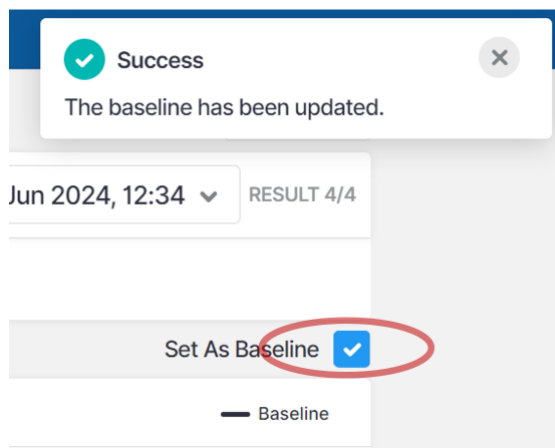 Success
The baseline has been updated.
Jun 2024, 12:34
RESULT 4/4
Set As Baseline
Baseline